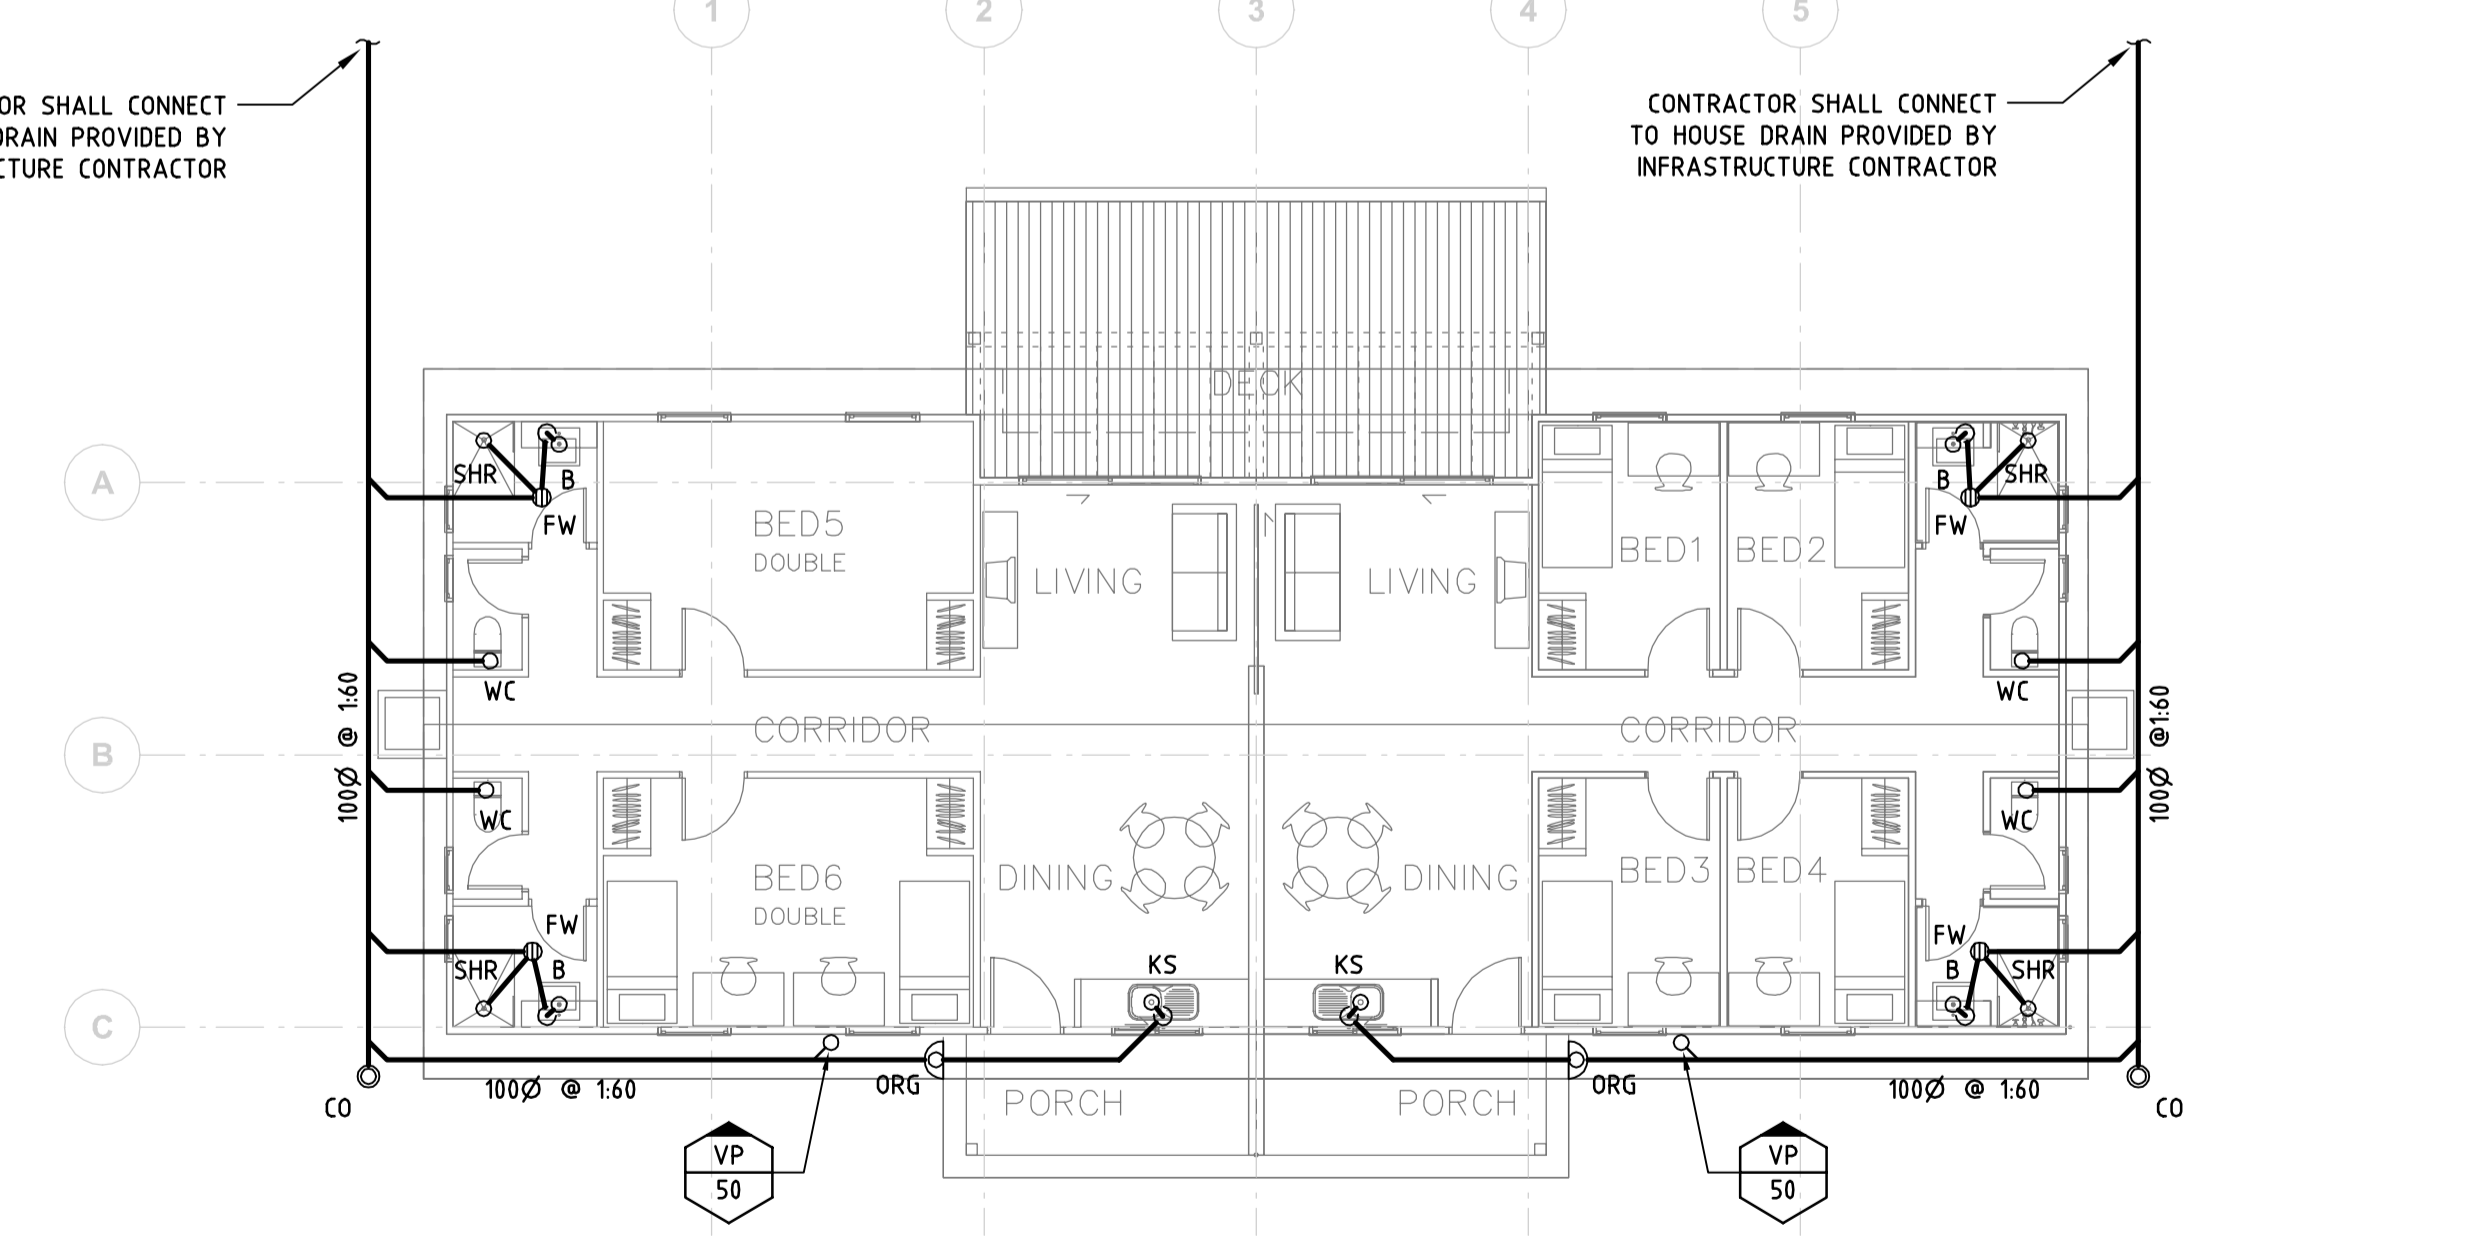 1
2
3
4
5
OR SHALL CONNECT
DRAIN PROVIDED BY
CTURE CONTRACTOR
CONTRACTOR SHALL CONNECT
TO HOUSE DRAIN PROVIDED BY
INFRASTRUCTURE CONTRACTOR
DECK
A
SHR
B
FW
BED5
DOUBLE
LIVING
LIVING
BED1
BED2
B
SHR
FW
WC
WC
100Ø @ 1:60
100Ø @1:60
B
CORRIDOR
CORRIDOR
WC
WC
BED6
DOUBLE
DINING
DINING
BED3
BED4
FW
FW
SHR
B
KS
KS
B
SHR
C
CO
100Ø @ 1:60
ORG
PORCH
PORCH
ORG
100Ø @ 1:60
CO
VP
50
VP
50